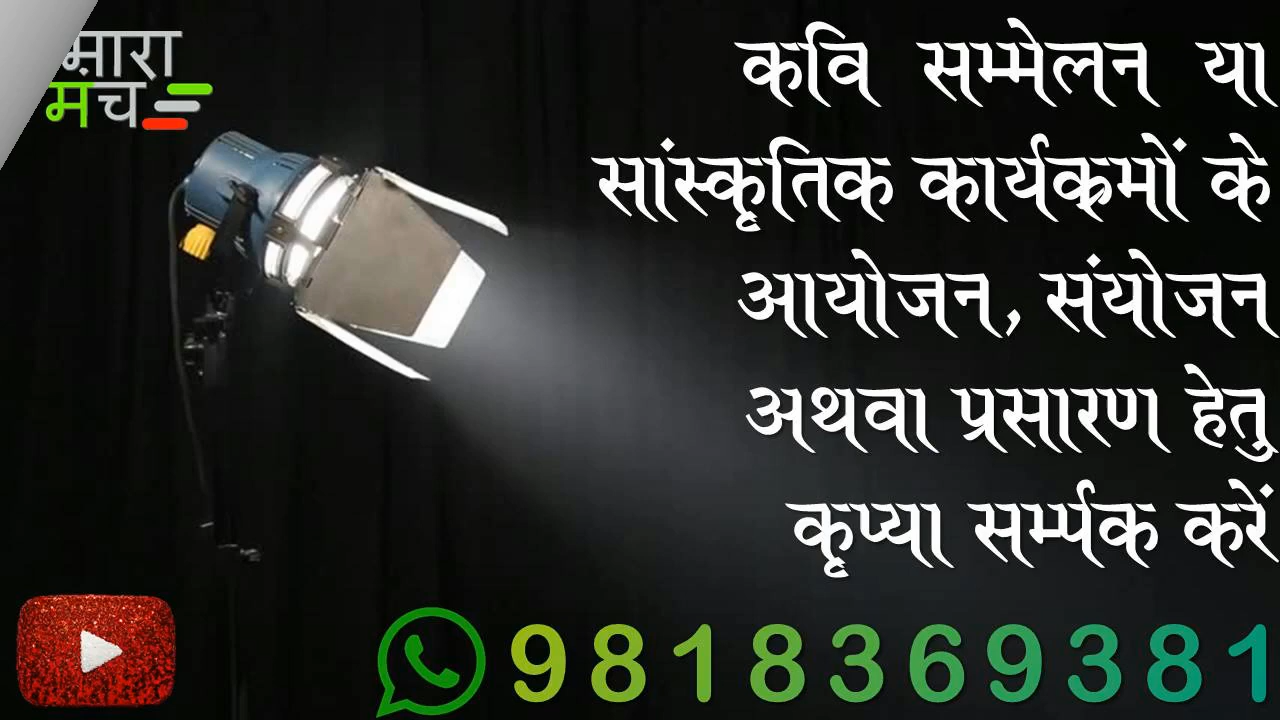 मारा
मंच
कवि सम्मेलन या
सांस्कृतिक कार्यक्रमों के
आयोजन, संयोजन
अथवा प्रसारण हेतु
कृप्या सर्म्पक करें
9818369381